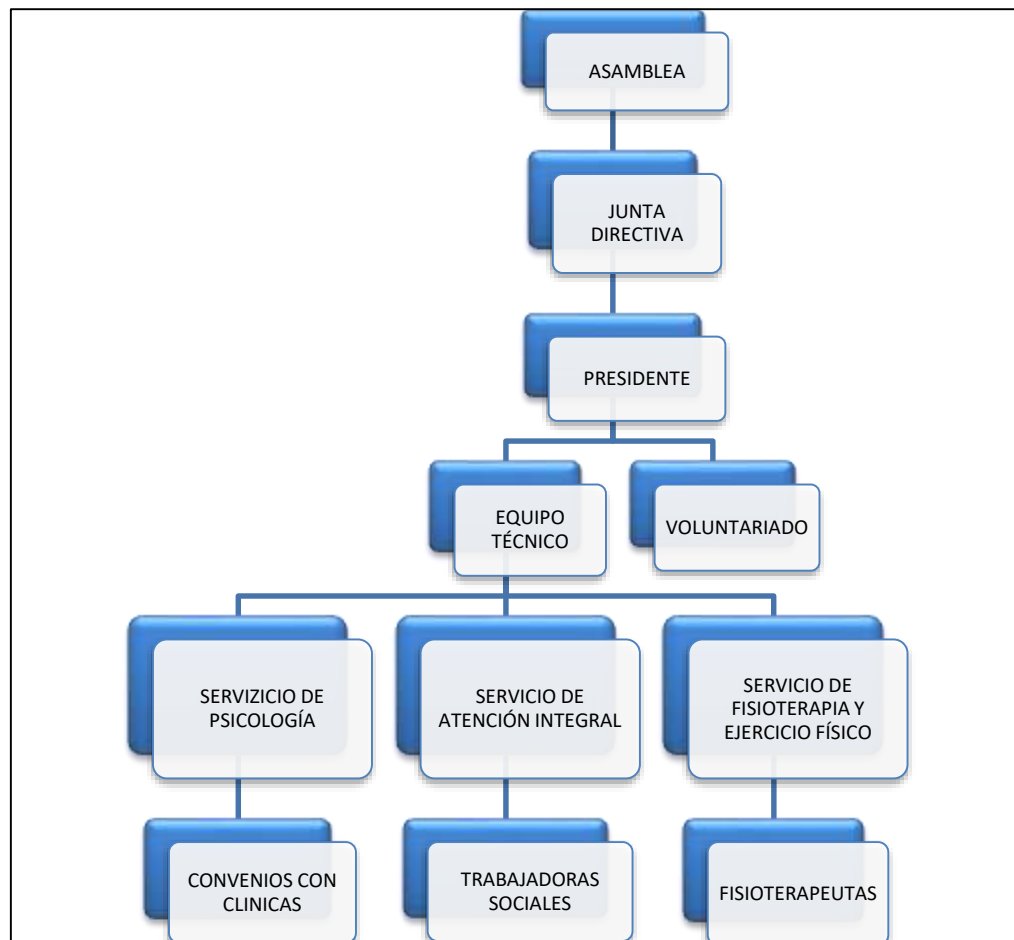 ASAMBLEA
JUNTA
DIRECTIVA
PRESIDENTE
EQUIPO
TÉCNICO
VOLUNTARIADO
SERVIZICIO DE
PSICOLOGÍA
SERVICIO DE
ATENCIÓN INTEGRAL
SERVICIO DE
FISIOTERAPIA Y
EJERCICIO FÍSICO
CONVENIOS CON
CLINICAS
TRABAJADORAS
SOCIALES
FISIOTERAPEUTAS